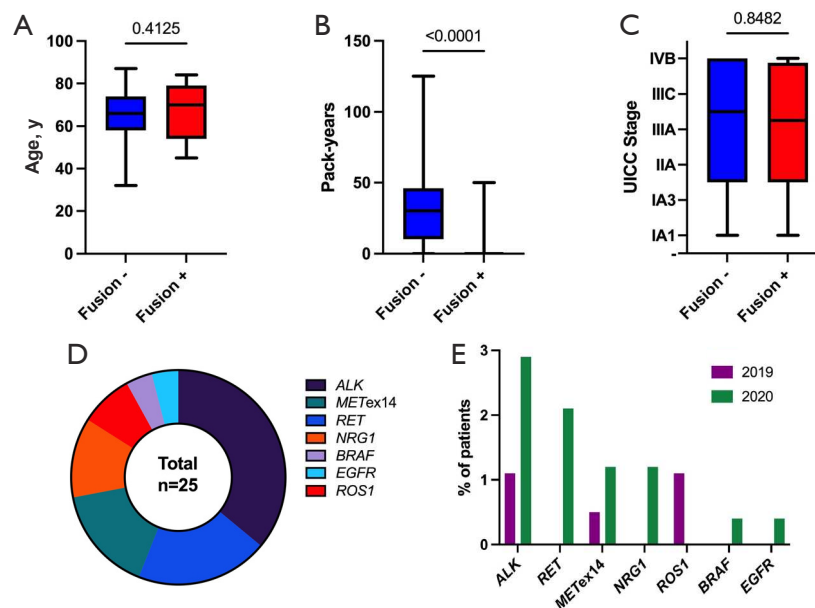 A
0.4125
Age, y
100
80
60
40
20
0
Fusion -
Fusion +
B
<0.0001
Pack-years
150
100
50
0
Fusion -
Fusion +
C
0.8482
UICC Stage
IVB
IIIC
IIIA
IIA
IA3
IA1
-
Fusion -
Fusion +
D
Total
n=25
ALK
METex14
RET
NRG1
BRAF
EGFR
ROS1
E
% of patients
3
2
1
0
2019
2020
ALK
RET
METex14
NRG1
ROS1
BRAF
EGFR